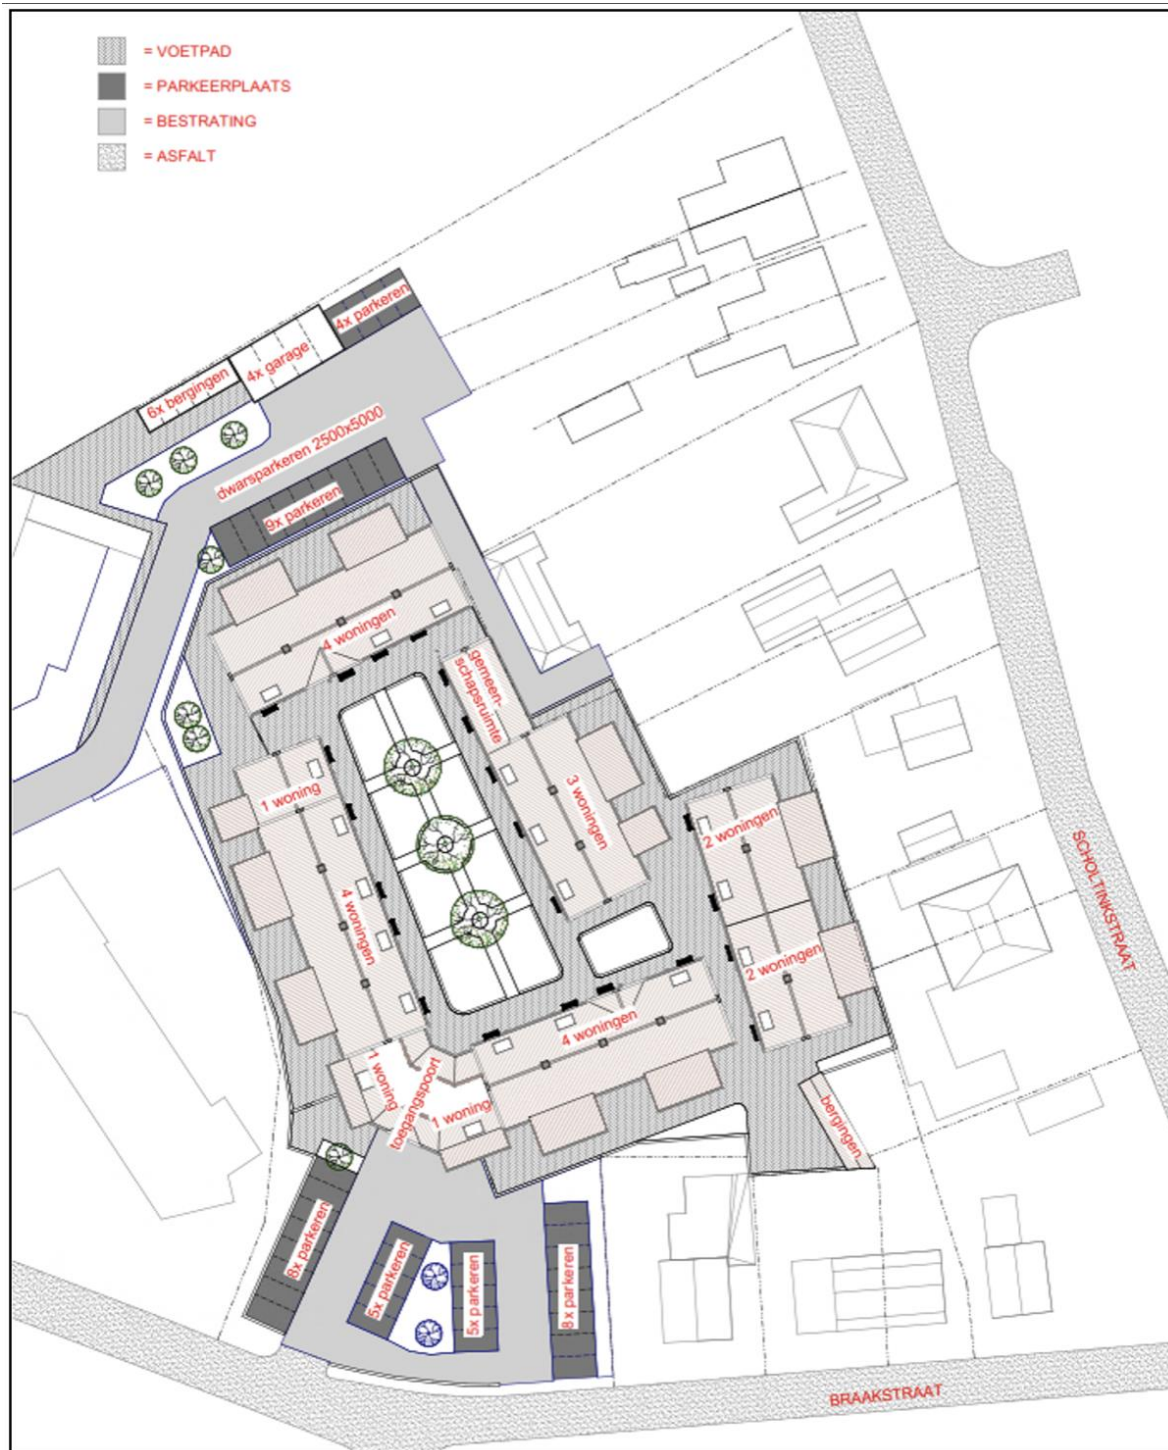 = VOETPAD
= PARKEERPLAATS
= BESTRATING
= ASFALT
4x parkeren
4x garage
6x bergingen
dwarsparkeren 2500x5000
9x parkeren
4 woningen
gemeen-
schapsruimte
1 woning
3 woningen
2 woningen
4 woningen
2 woningen
SCHOLTINKSTRAAT
4 woningen
1 woning
toegangspoort
1 woning
bergingen
8x parkeren
5x parkeren
5x parkeren
8x parkeren
BRAAKSTRAAT